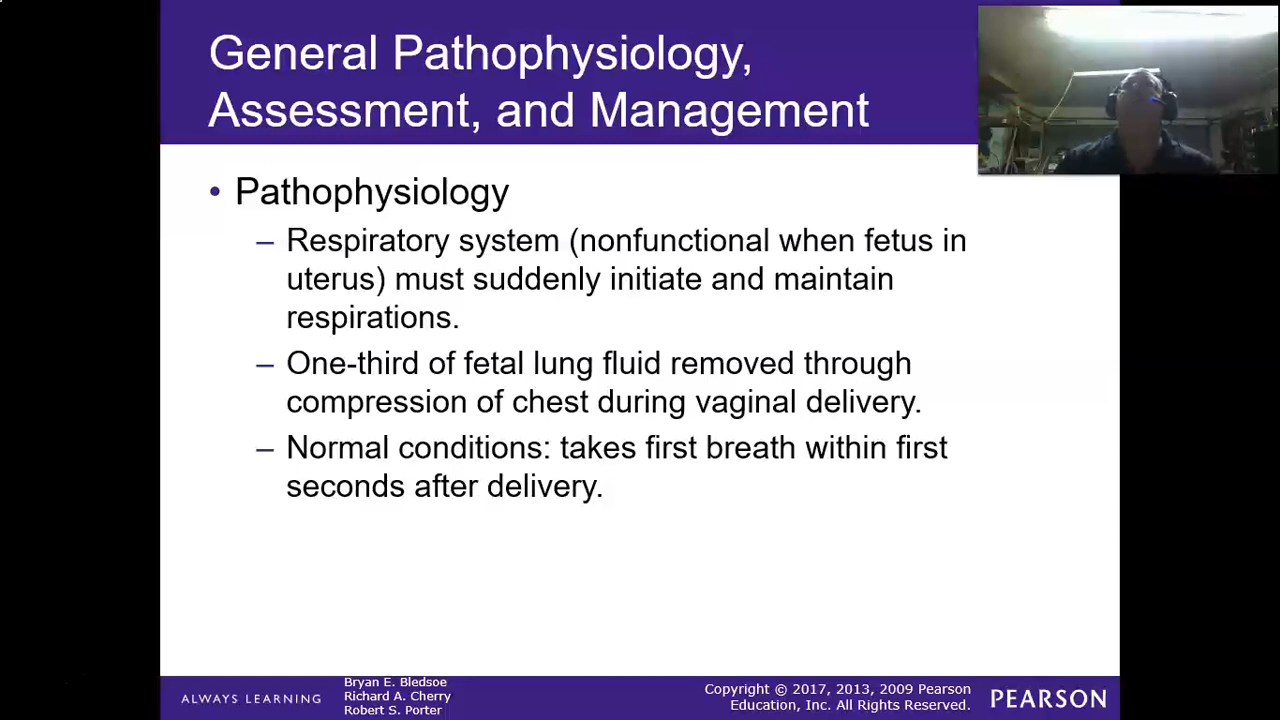 General Pathophysiology,
Assessment, and Management
• Pathophysiology
– Respiratory system (nonfunctional when fetus in
uterus) must suddenly initiate and maintain
respirations.
– One-third of fetal lung fluid removed through
compression of chest during vaginal delivery.
– Normal conditions: takes first breath within first
seconds after delivery.
ALWAYS LEARNING
Bryan E. Bledsoe
Richard A. Cherry
Robert S. Porter
Copyright © 2017, 2013, 2009 Pearson
Education, Inc. All Rights Reserved.
PEARSON